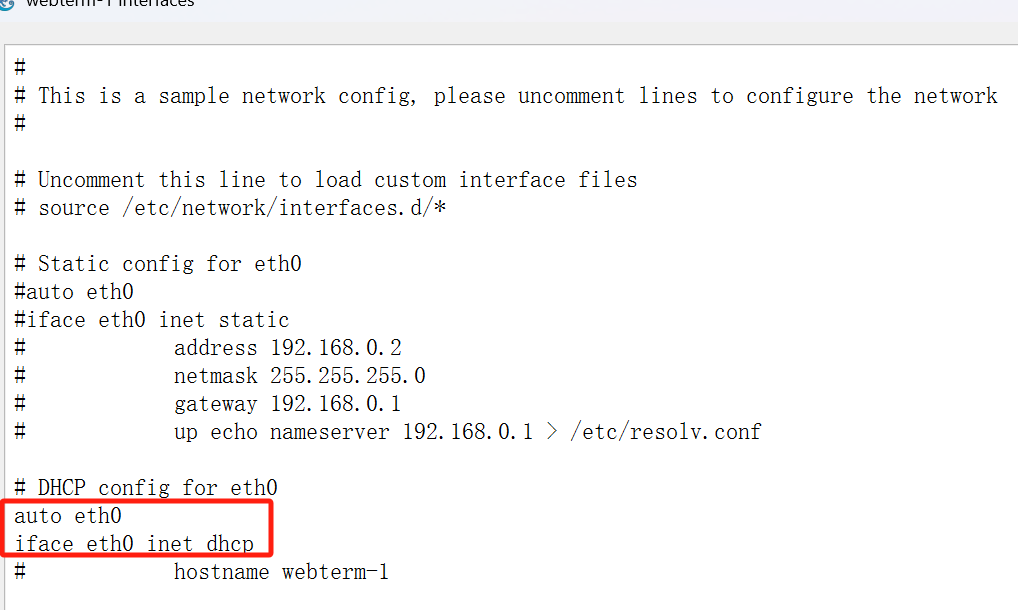 webterm-1 interfaces
#
# This is a sample network config, please uncomment lines to configure the network
#
# Uncomment this line to load custom interface files
# source /etc/network/interfaces.d/*
# Static config for eth0
#auto eth0
#iface eth0 inet static
#             address 192.168.0.2
#             netmask 255.255.255.0
#             gateway 192.168.0.1
#             up echo nameserver 192.168.0.1 > /etc/resolv.conf
# DHCP config for eth0
auto eth0
iface eth0 inet dhcp
#             hostname webterm-1